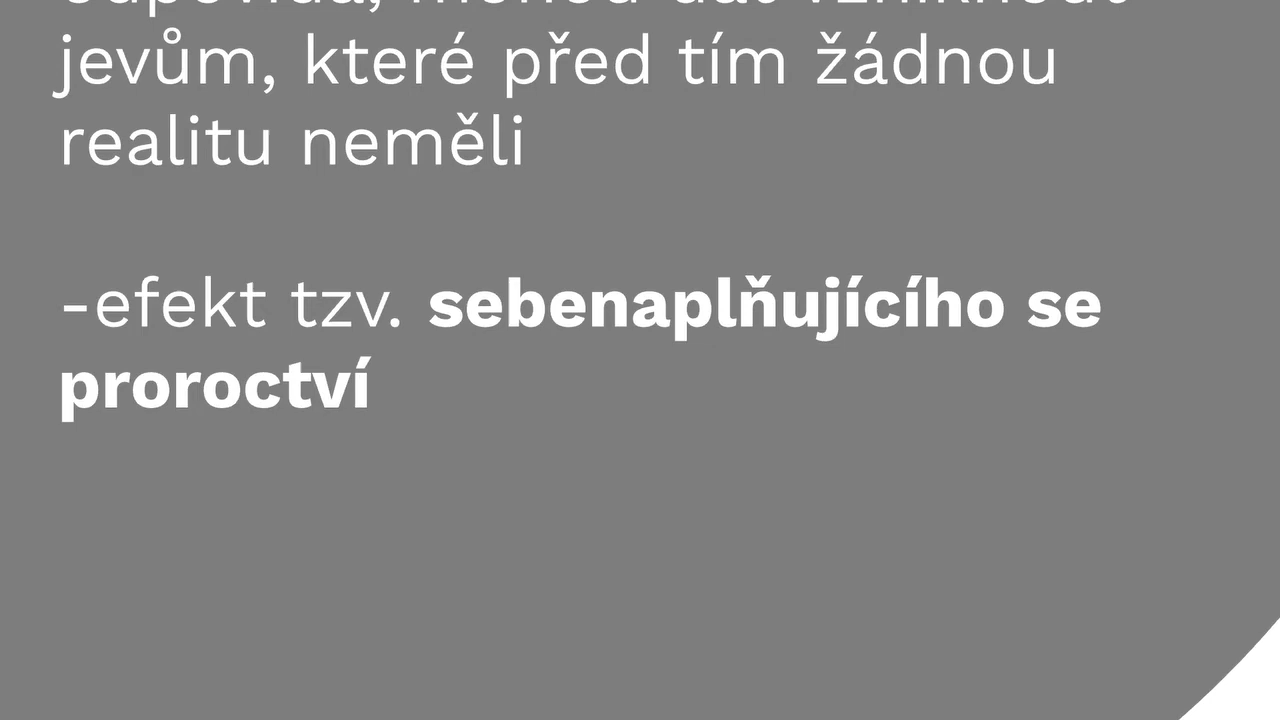 jevům, které před tím žádnou
realitu neměli
-efekt tzv. sebenaplňujícího se
proroctví